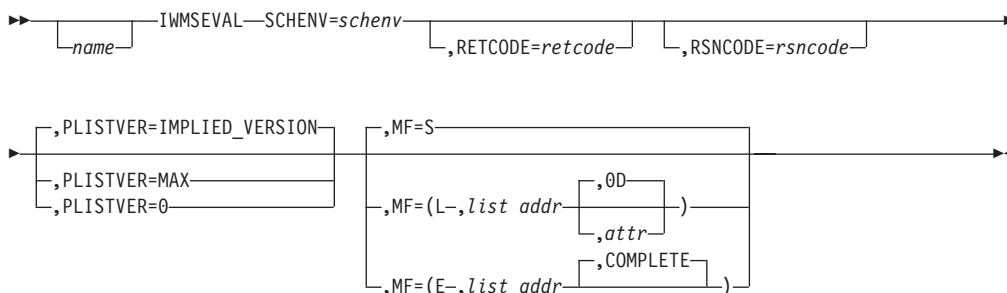 IWMSEVAL SCHENV=schenv
name ,RETCODE=retcode ,RSNCODE=rsncode
,PLISTVER=IMPLIED_VERSION ,MF=S
,PLISTVER=MAX ,0D
,PLISTVER=0 ,MF=(L ,list addr )
,attr
,COMPLETE
,MF=(E ,list addr )